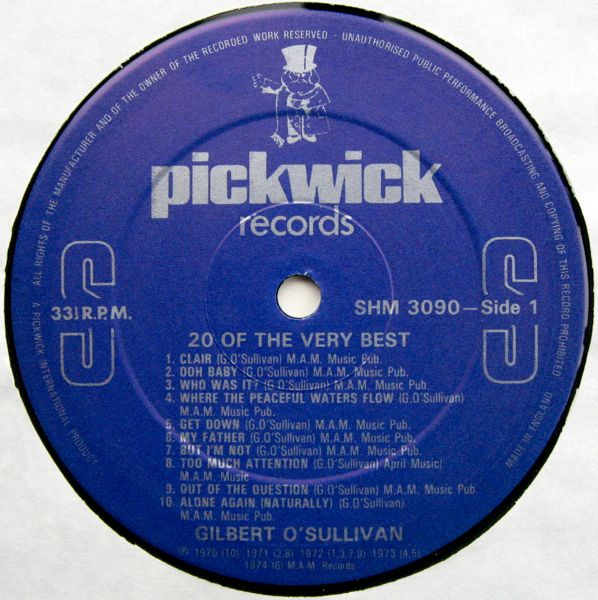 ALL RIGHTS OF THE MANUFACTURER AND OF THE OWNER OF THE RECORDED WORK RESERVED · UNAUTHORISED PUBLIC PERFORMANCE BROADCASTING AND COPYING OF THIS RECORD PROHIBITED
pickwick
records
33⅓ R.P.M.
SHM 3090—Side 1
20 OF THE VERY BEST
1. CLAIR (G.O'Sullivan) M.A.M. Music Pub.
2. OOH BABY (G.O'Sullivan) M.A.M. Music Pub.
3. WHO WAS IT? (G.O'Sullivan) M.A.M. Music Pub.
4. WHERE THE PEACEFUL WATERS FLOW (G.O'Sullivan)
M.A.M. Music Pub.
5. GET DOWN (G.O'Sullivan) M.A.M. Music Pub.
6. MY FATHER (G.O'Sullivan) M.A.M. Music Pub.
7. BUT I'M NOT (G.O'Sullivan) M.A.M. Music Pub.
8. TOO MUCH ATTENTION (G.O'Sullivan) April Music/
M.A.M. Music
9. OUT OF THE QUESTION (G.O'Sullivan) M.A.M. Music Pub.
10. ALONE AGAIN (NATURALLY) (G.O'Sullivan)
M.A.M. Music Pub.
GILBERT O'SULLIVAN
℗ 1970 (10) 1971 (2,8) 1972 (1,3,7,9) 1973 (4,5)
1974 (6) M.A.M. Records
A PICKWICK INTERNATIONAL PRODUCT
MADE IN ENGLAND